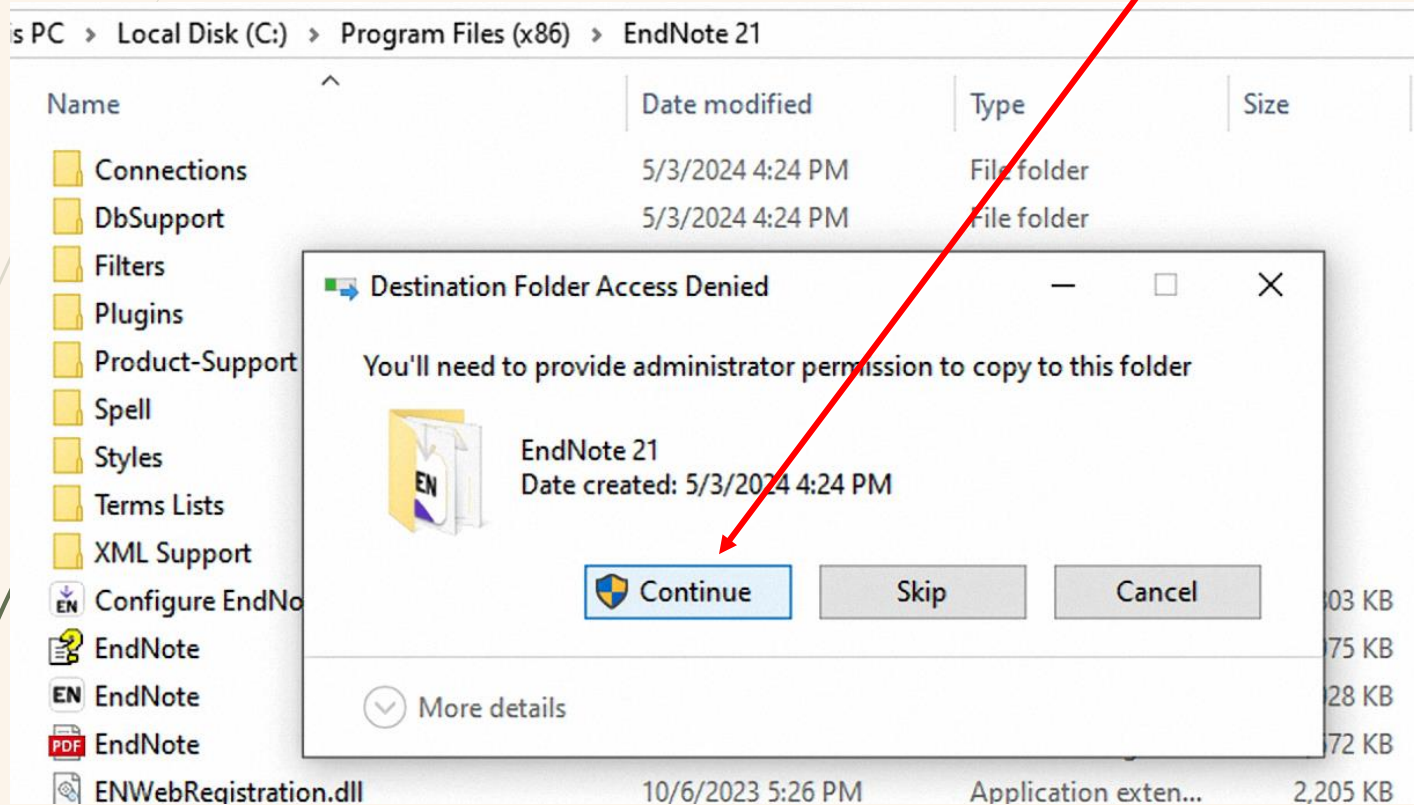 is PC > Local Disk (C:) > Program Files (x86) > EndNote 21
Name Date modified Type Size
Connections 5/3/2024 4:24 PM File folder
DbSupport 5/3/2024 4:24 PM File folder
Filters
Plugins
Product-Support
Spell
Styles
Terms Lists
XML Support
Configure EndNo 03 KB
EndNote 75 KB
EN EndNote 28 KB
PDF EndNote 72 KB
ENWebRegistration.dll 10/6/2023 5:26 PM Application exten... 2,205 KB
Destination Folder Access Denied
You'll need to provide administrator permission to copy to this folder
EN
EndNote 21
Date created: 5/3/2024 4:24 PM
Continue Skip Cancel
More details